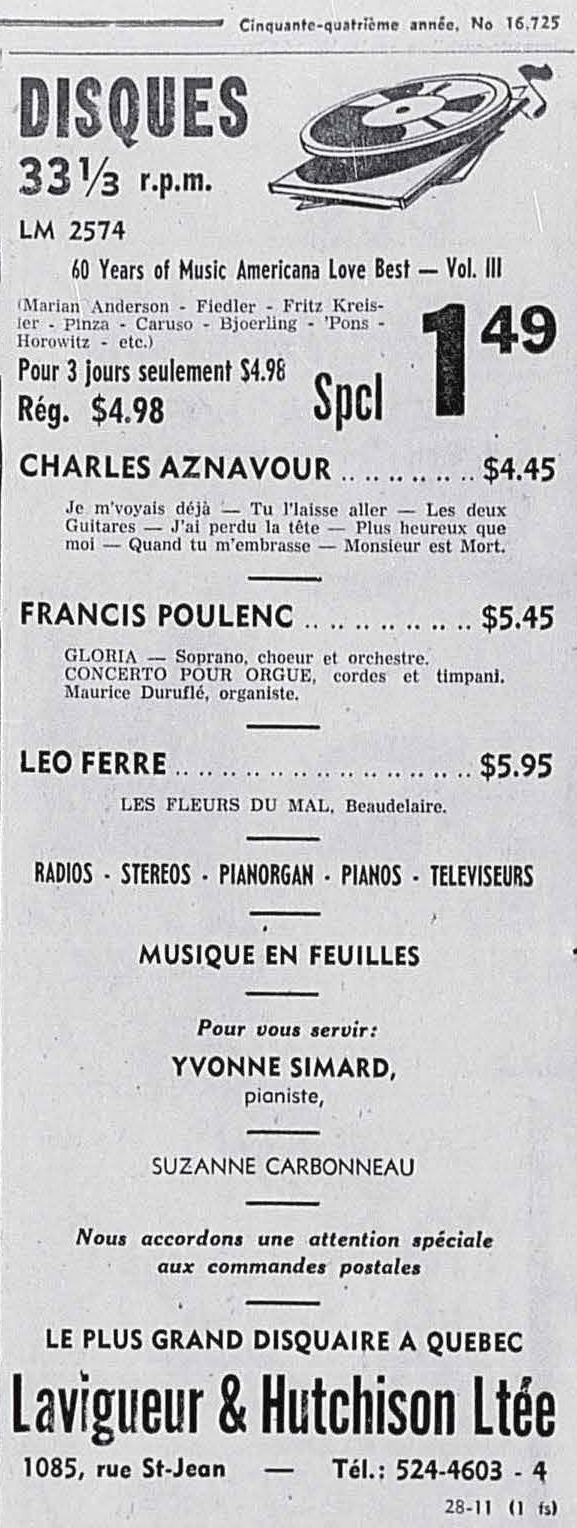 Cinquante-quatrième année, No 16,725
DISQUES
33 1/3 r.p.m.
LM 2574
60 Years of Music Americana Love Best — Vol. III
(Marian Anderson - Fiedler - Fritz Kreis-
ler - Pinza - Caruso - Bjoerling - 'Pons -
Horowitz - etc.)
Pour 3 jours seulement $4.98
Rég. $4.98
Spcl 1 49
CHARLES AZNAVOUR .. .. .. .. .. .. $4.45
Je m'voyais déjà — Tu l'laisse aller — Les deux
Guitares — J'ai perdu la tête — Plus heureux que
moi — Quand tu m'embrasse — Monsieur est Mort.
FRANCIS POULENC .. .. .. .. .. .. .. $5.45
GLORIA — Soprano, choeur et orchestre.
CONCERTO POUR ORGUE, cordes et timpani.
Maurice Duruflé, organiste.
LEO FERRE .. .. .. .. .. .. .. .. .. .. .. .. .. $5.95
LES FLEURS DU MAL, Beaudelaire.
RADIOS - STEREOS - PIANORGAN - PIANOS - TELEVISEURS
MUSIQUE EN FEUILLES
Pour vous servir:
YVONNE SIMARD,
pianiste,
SUZANNE CARBONNEAU
Nous accordons une attention spéciale
aux commandes postales
LE PLUS GRAND DISQUAIRE A QUEBEC
Lavigueur & Hutchison Ltée
1085, rue St-Jean — Tél.: 524-4603 - 4
28-11 (1 fs)